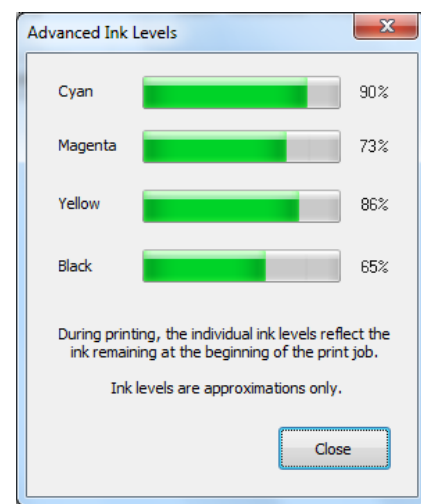 Advanced Ink Levels
Cyan 90%
Magenta 73%
Yellow 86%
Black 65%
During printing, the individual ink levels reflect the
ink remaining at the beginning of the print job.
Ink levels are approximations only.
Close